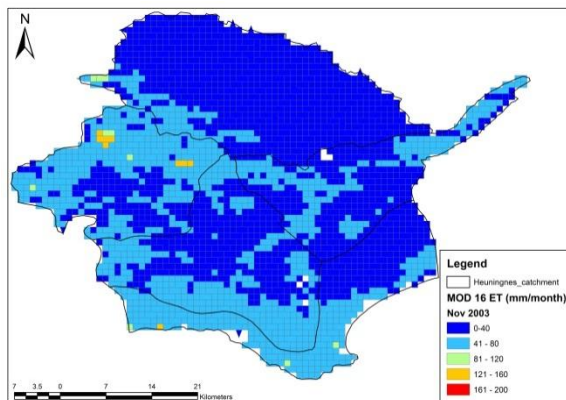 N
Legend
Heuningnes_catchment
MOD 16 ET (mm/month)
Nov 2003
0-40
41 - 80
81 - 120
121 - 160
161 - 200
7 3.5 0 7 14 21
Kilometers